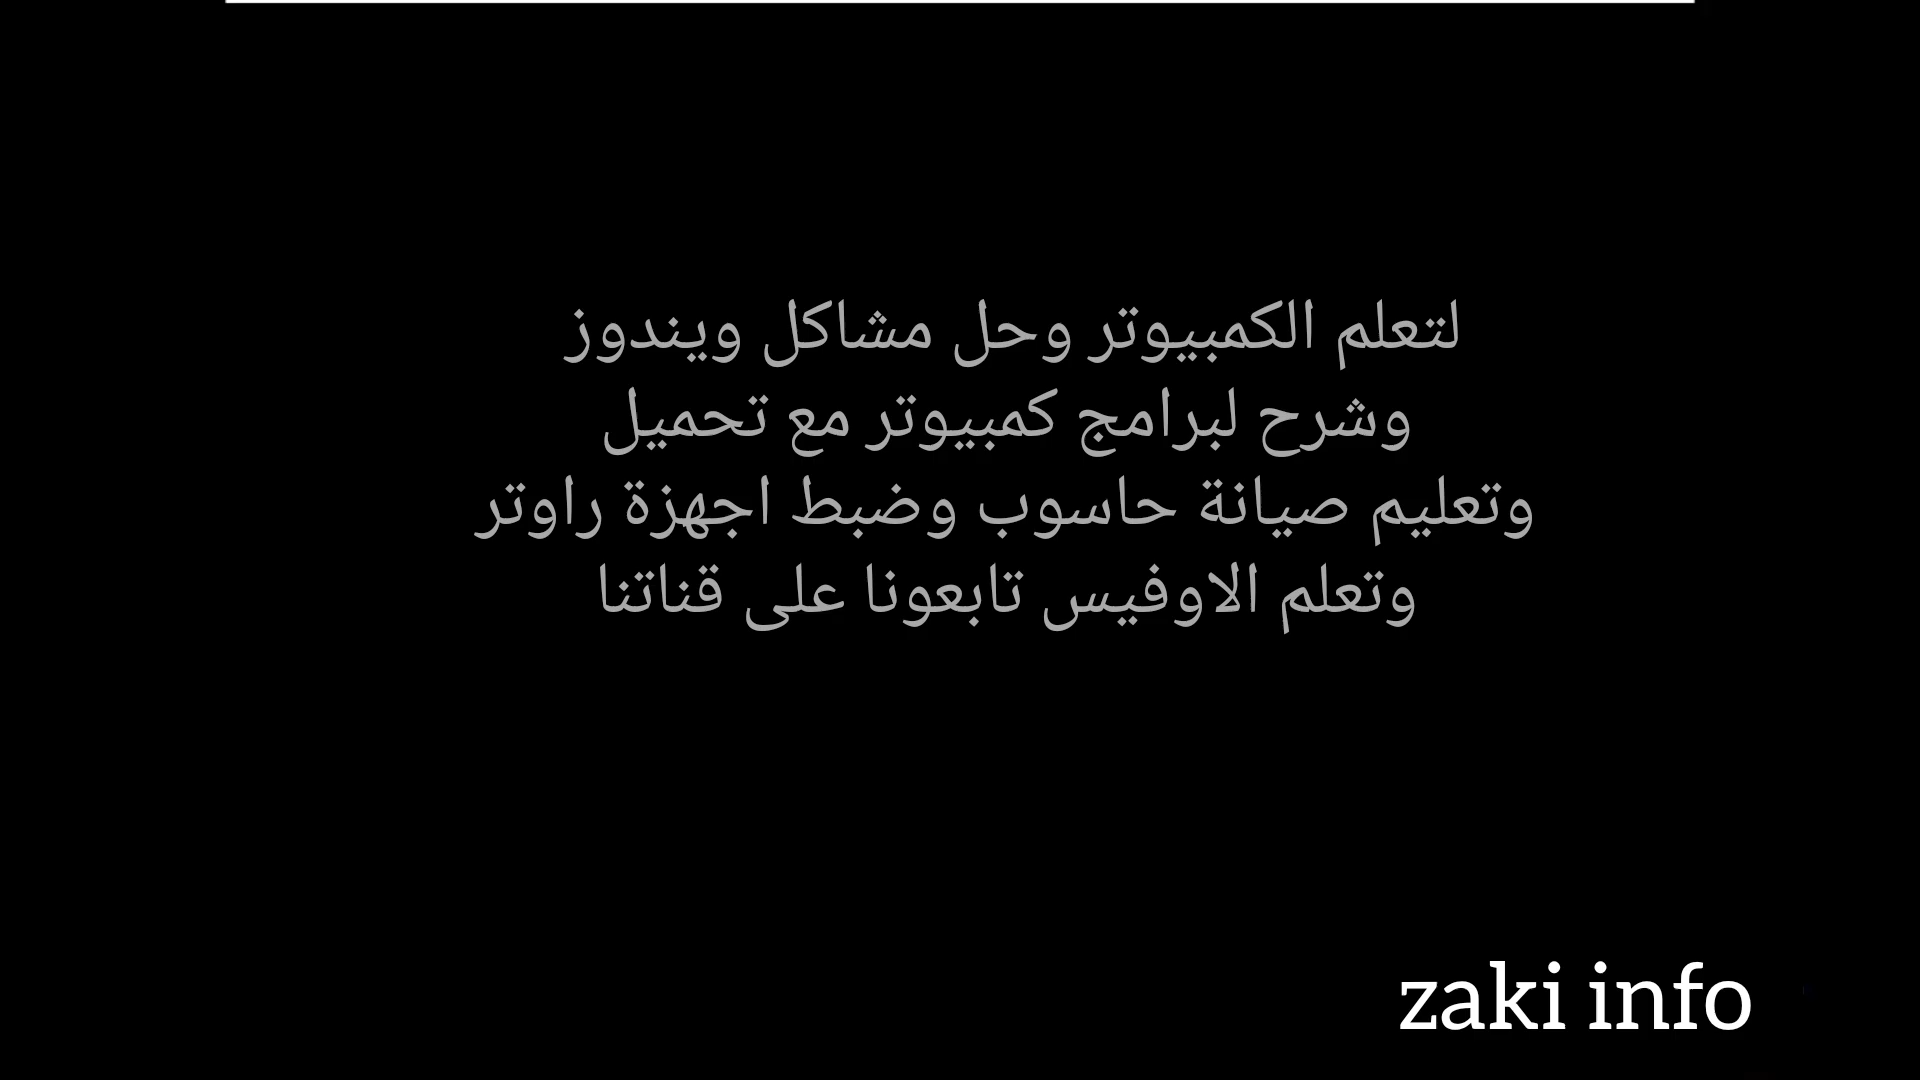 لتعلم الكمبيوتر وحل مشاكل ويندوز
وشرح لبرامج كمبيوتر مع تحميل
وتعليم صيانة حاسوب وضبط اجهزة راوتر
وتعلم الاوفيس تابعونا على قناتنا
zaki info